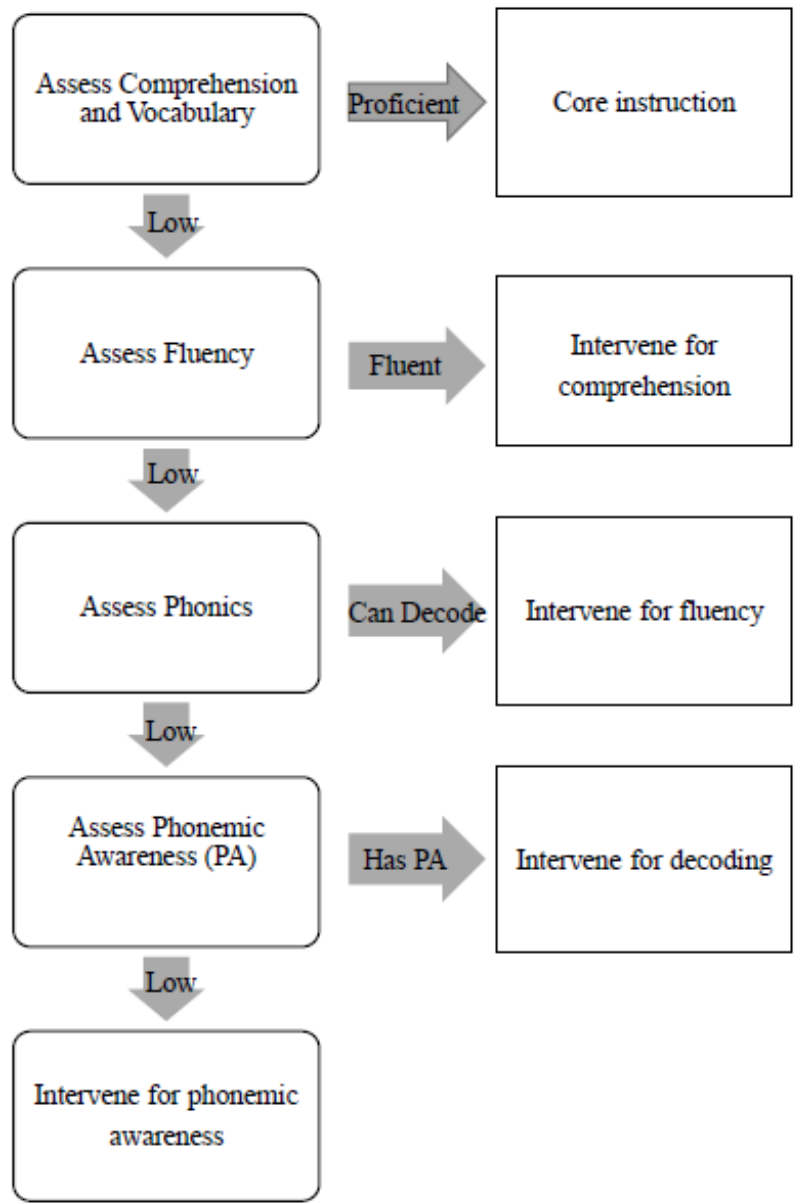 Assess Comprehension
and Vocabulary
Proficient
Core instruction
Low
Assess Fluency
Fluent
Intervene for
comprehension
Low
Assess Phonics
Can Decode
Intervene for fluency
Low
Assess Phonemic
Awareness (PA)
Has PA
Intervene for decoding
Low
Intervene for phonemic
awareness